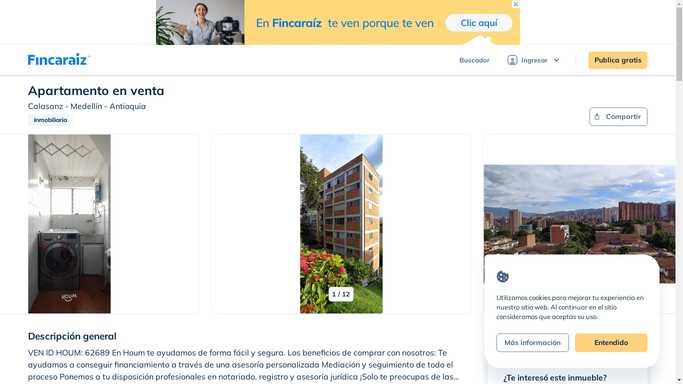 En Fincaraíz te ven porque te ven
Clic aquí
Fincaraíz
Buscador
Ingresar
Publica gratis
Apartamento en venta
Calasanz - Medellín - Antioquia
Inmobiliaria
Compartir
HOUM
1 / 12
Utilizamos cookies para mejorar tu experiencia en
nuestro sitio web. Al continuar en el sitio
consideramos que aceptas su uso.
Más información
Entendido
Descripción general
VEN ID HOUM: 62689 En Houm te ayudamos de forma fácil y segura. Los beneficios de comprar con nosotros: Te
ayudamos a conseguir financiamiento a través de una asesoría personalizada Mediación y seguimiento de todo el
proceso Ponemos a tu disposición profesionales en notariado, registro y asesoría jurídica ¡Solo te preocupas de las...
¿Te interesó este inmueble?